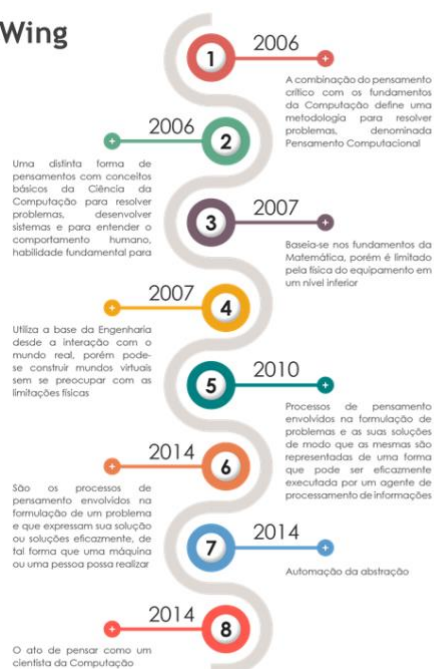 Wing
1
2006
A combinação do pensamento
crítico com os fundamentos
da Computação define uma
metodologia para resolver
problemas, denominada
Pensamento Computacional
2006
2
Uma distinta forma de
pensamentos com conceitos
básicos da Ciência da
Computação para resolver
problemas, desenvolver
sistemas e para entender o
comportamento humano,
habilidade fundamental para
3
2007
Baseia-se nos fundamentos da
Matemática, porém é limitado
pela física do equipamento em
um nível inferior
2007
4
Utiliza a base da Engenharia
desde a interação com o
mundo real, porém pode-
se construir mundos virtuais
sem se preocupar com as
limitações físicas
5
2010
Processos de pensamento
envolvidos na formulação de
problemas e as suas soluções
de modo que as mesmas são
representadas de uma forma
que pode ser eficazmente
executada por um agente de
processamento de informações
2014
6
São os processos de
pensamento envolvidos na
formulação de um problema
e que expressam sua solução
ou soluções eficazmente, de
tal forma que uma máquina
ou uma pessoa possa realizar
7
2014
Automação da abstração
2014
8
O ato de pensar como um
cientista da Computação